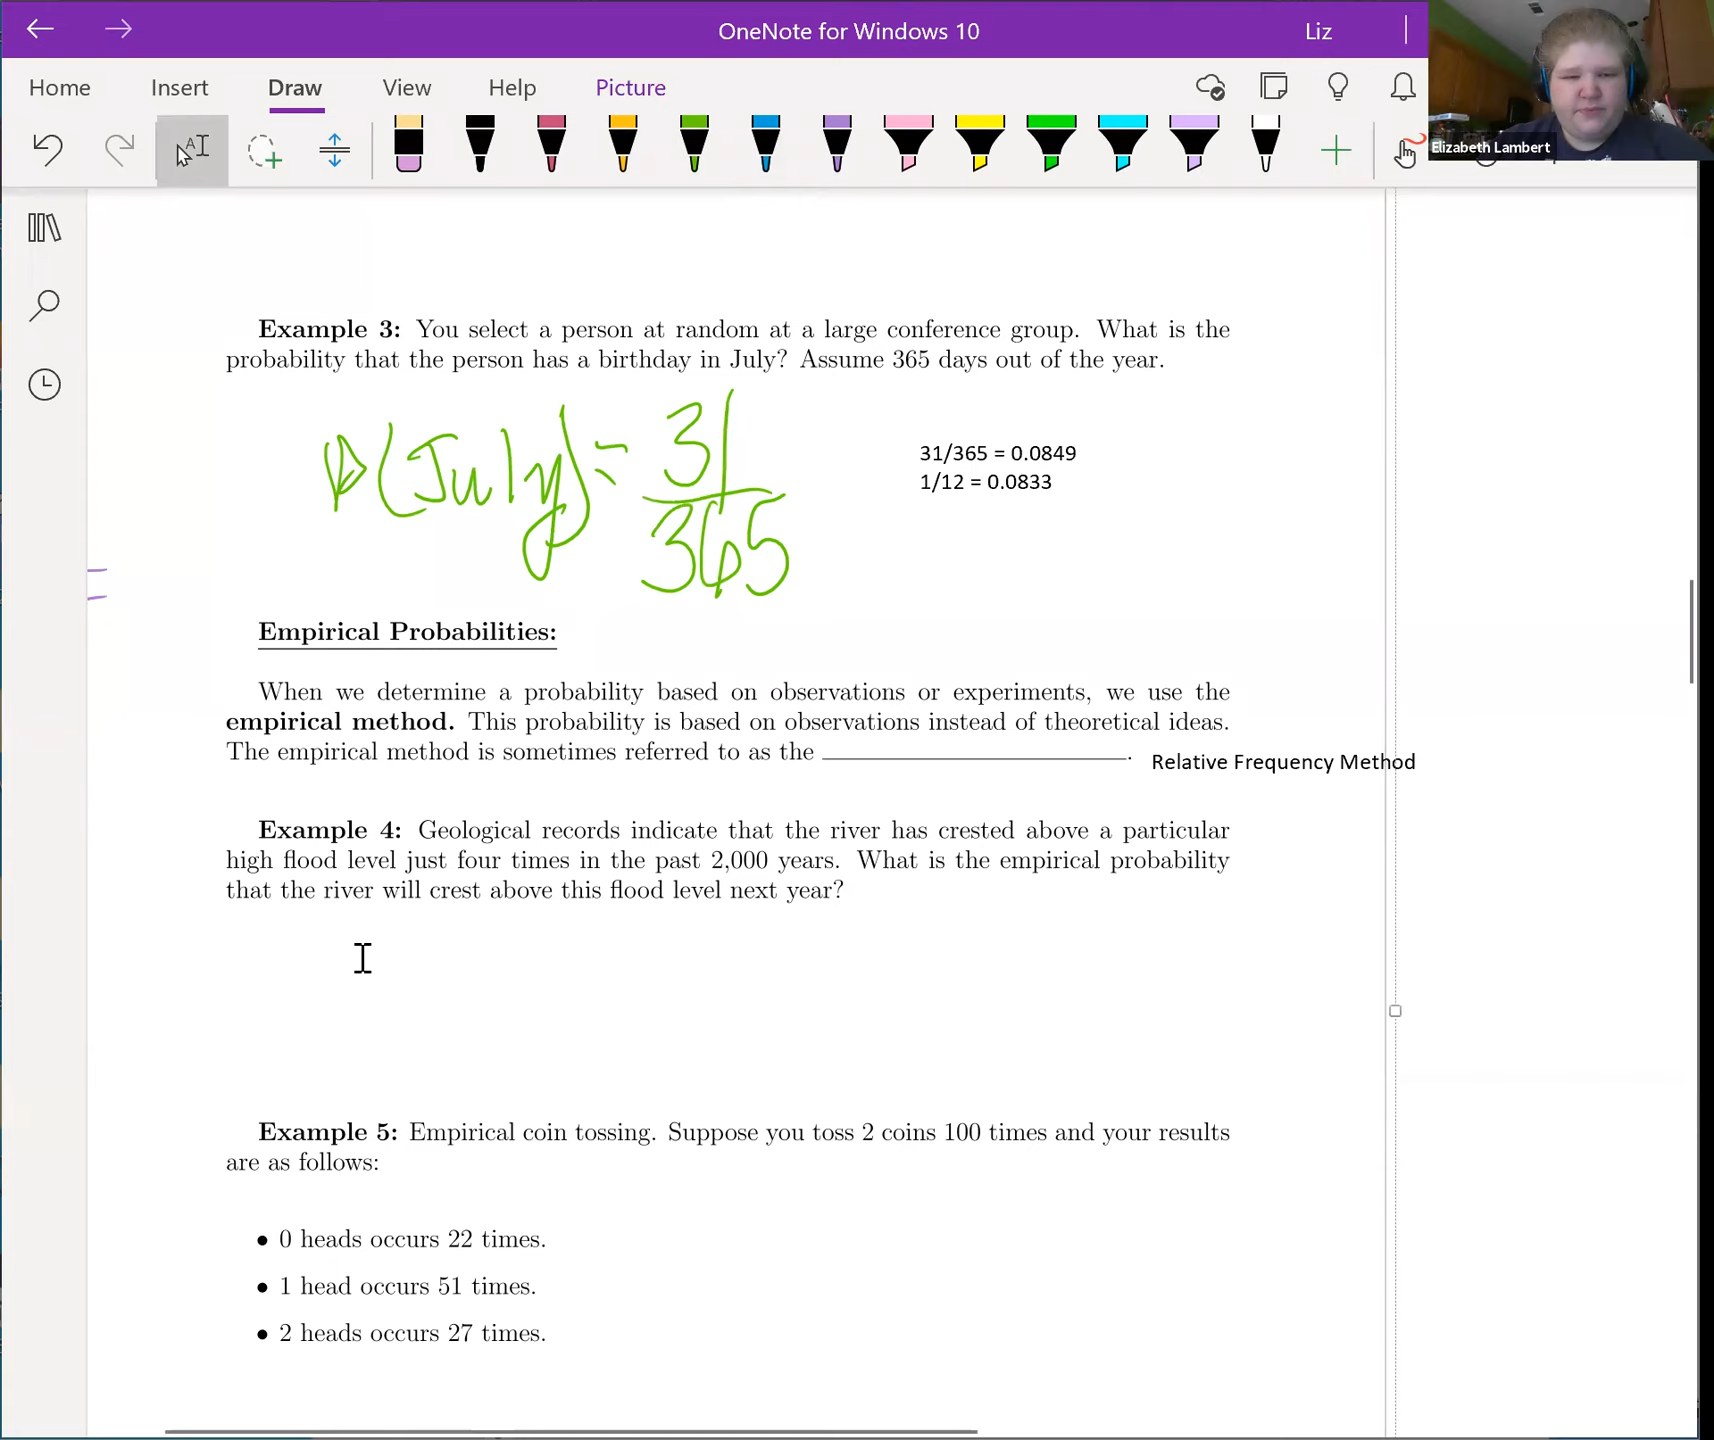 OneNote for Windows 10
Liz
Home Insert Draw View Help Picture
Elizabeth Lambert
Example 3: You select a person at random at a large conference group. What is the
probability that the person has a birthday in July? Assume 365 days out of the year.
P(July) = 31/365
31/365 = 0.0849
1/12 = 0.0833
Empirical Probabilities:
When we determine a probability based on observations or experiments, we use the
empirical method. This probability is based on observations instead of theoretical ideas.
The empirical method is sometimes referred to as the ____________________.
Relative Frequency Method
Example 4: Geological records indicate that the river has crested above a particular
high flood level just four times in the past 2,000 years. What is the empirical probability
that the river will crest above this flood level next year?
Example 5: Empirical coin tossing. Suppose you toss 2 coins 100 times and your results
are as follows:
• 0 heads occurs 22 times.
• 1 head occurs 51 times.
• 2 heads occurs 27 times.